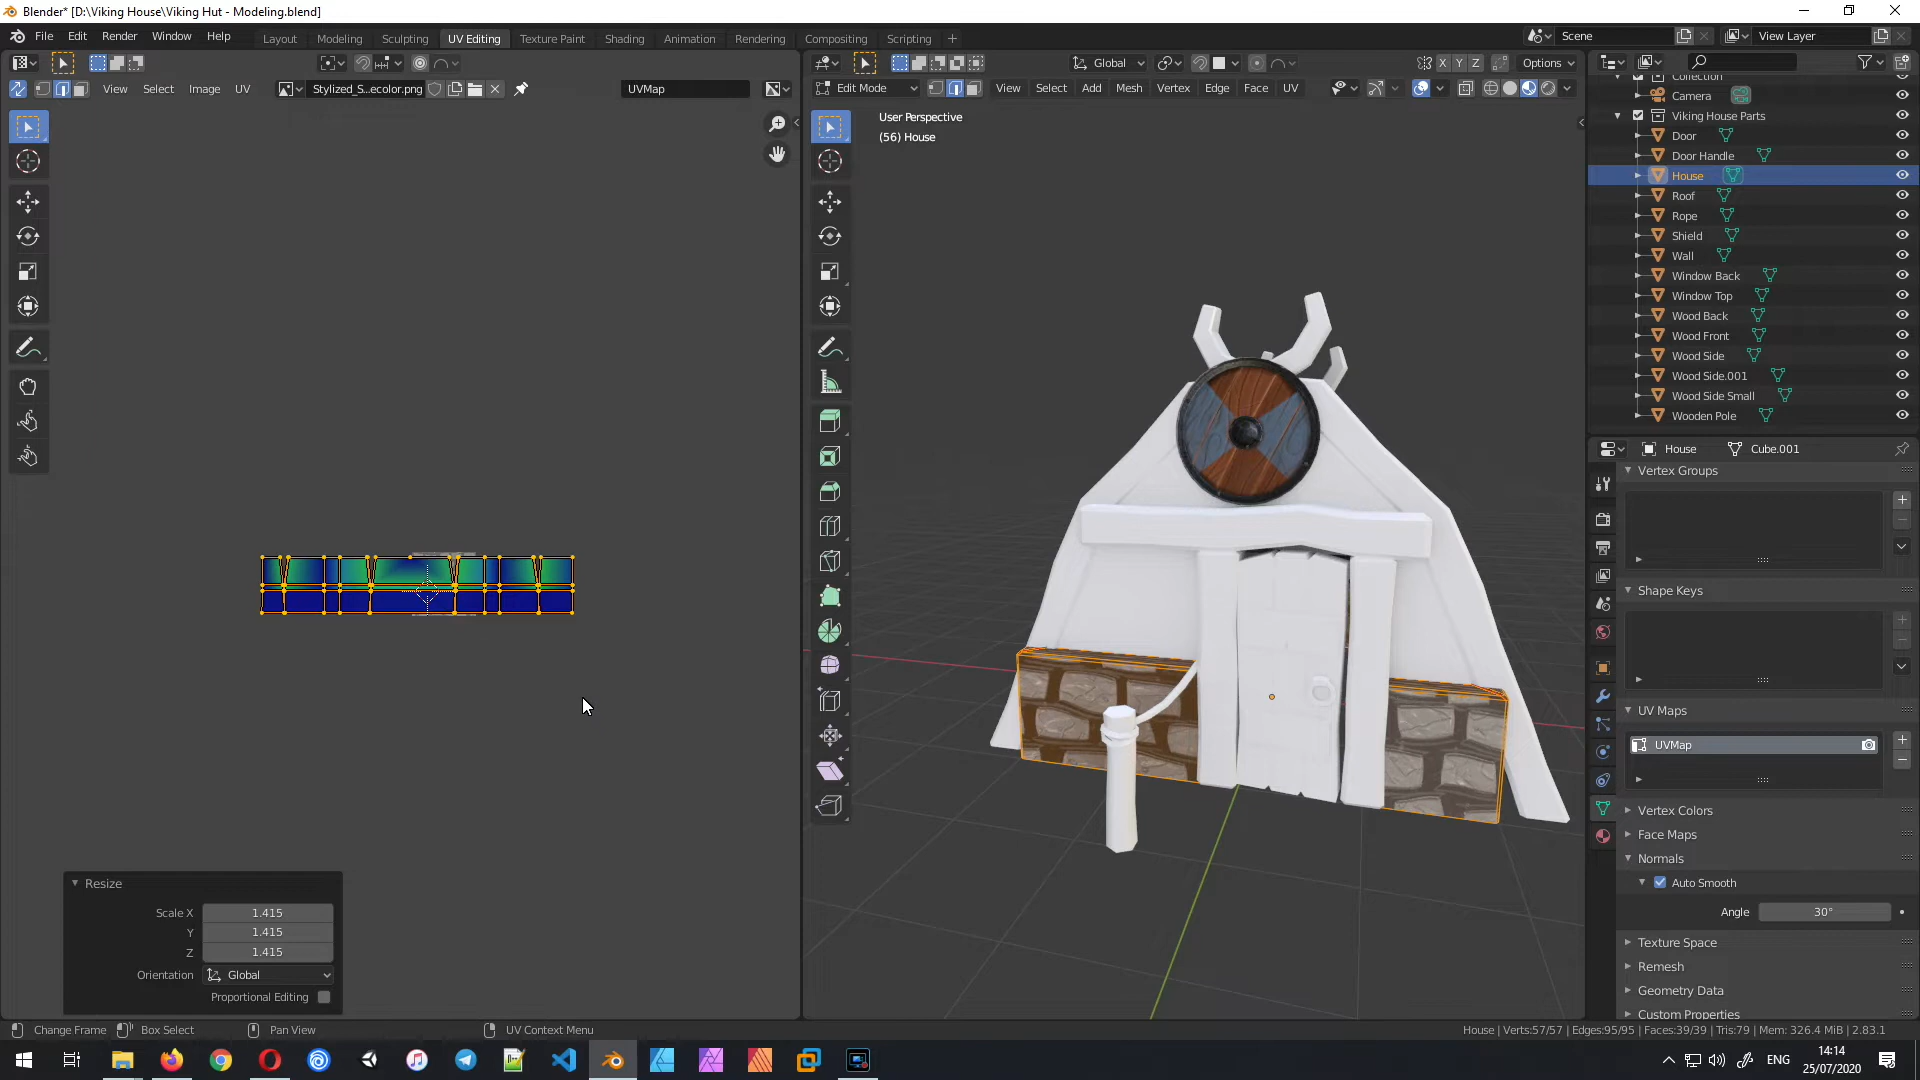 Blender* [D:\Viking House\Viking Hut - Modeling.blend]
File Edit Render Window Help
Layout Modeling Sculpting UV Editing Texture Paint Shading Animation Rendering Compositing Scripting
Scene
View Layer
Global
X Y Z Options
View Select Image UV
Stylized_S...ecolor.png
UVMap
Edit Mode View Select Add Mesh Vertex Edge Face UV
User Perspective
(56) House
Collection
Camera
Viking House Parts
Door
Door Handle
House
Roof
Rope
Shield
Wall
Window Back
Window Top
Wood Back
Wood Front
Wood Side
Wood Side.001
Wood Side Small
Wooden Pole
House Cube.001
Vertex Groups
Shape Keys
UV Maps
UVMap
Vertex Colors
Face Maps
Normals
Auto Smooth
Angle 30°
Texture Space
Remesh
Geometry Data
Custom Properties
Resize
Scale X 1.415
Y 1.415
Z 1.415
Orientation Global
Proportional Editing
Change Frame Box Select Pan View UV Context Menu
House | Verts:57/57 | Edges:95/95 | Faces:39/39 | Tris:79 | Mem: 326.4 MiB | 2.83.1
ENG
14:14
25/07/2020